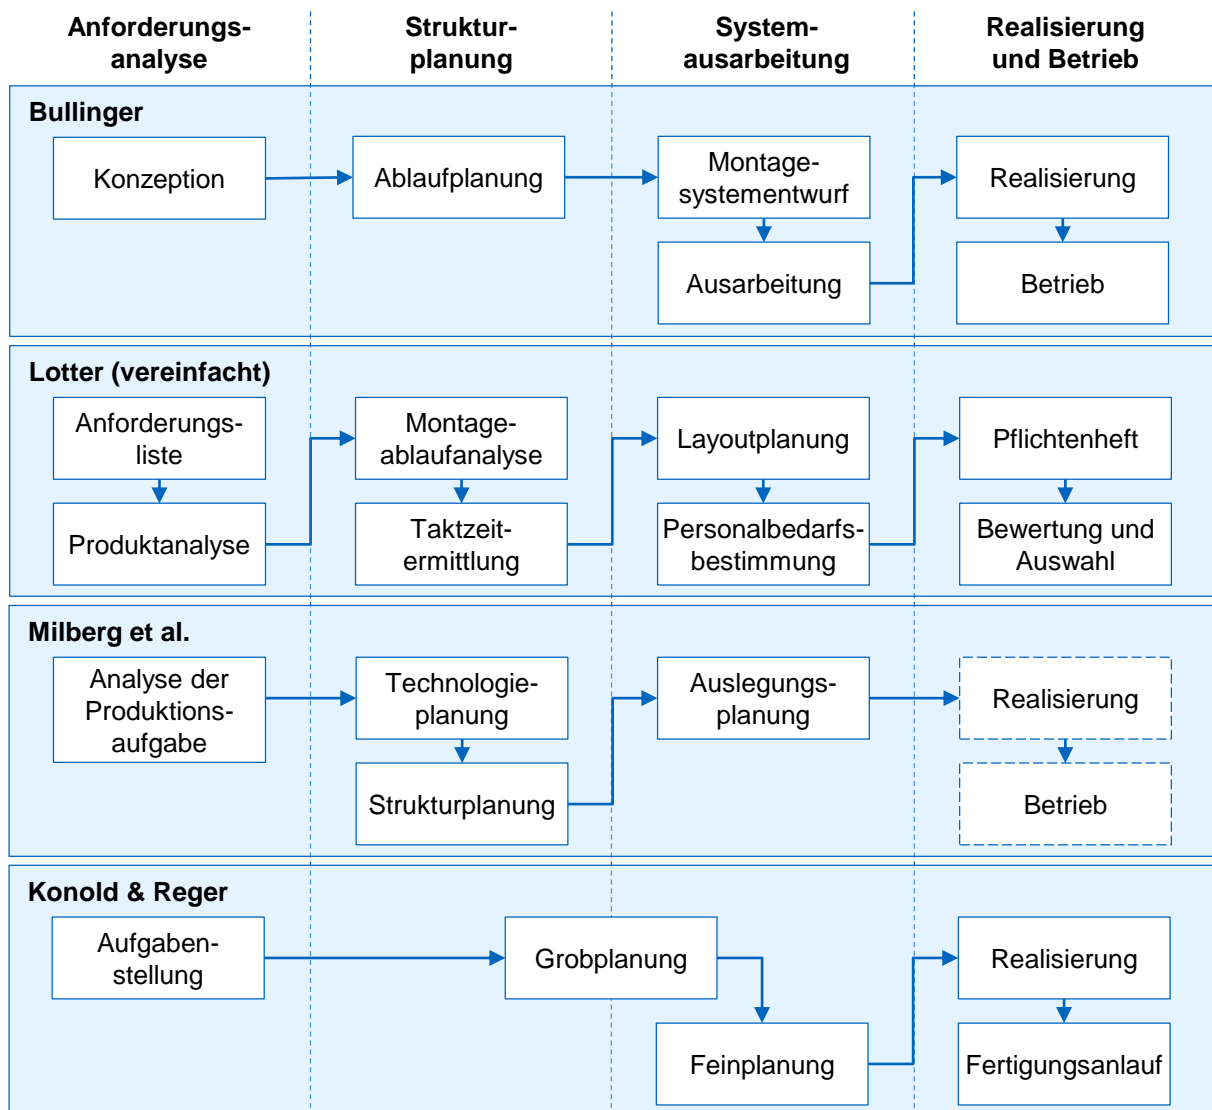 Anforderungs-
analyse
Struktur-
planung
System-
ausarbeitung
Realisierung
und Betrieb
Bullinger
Konzeption
Ablaufplanung
Montage-
systementwurf
Ausarbeitung
Realisierung
Betrieb
Lotter (vereinfacht)
Anforderungs-
liste
Produktanalyse
Montage-
ablaufanalyse
Taktzeit-
ermittlung
Layoutplanung
Personalbedarfs-
bestimmung
Pflichtenheft
Bewertung und
Auswahl
Milberg et al.
Analyse der
Produktions-
aufgabe
Technologie-
planung
Strukturplanung
Auslegungs-
planung
Realisierung
Betrieb
Konold & Reger
Aufgaben-
stellung
Grobplanung
Feinplanung
Realisierung
Fertigungsanlauf